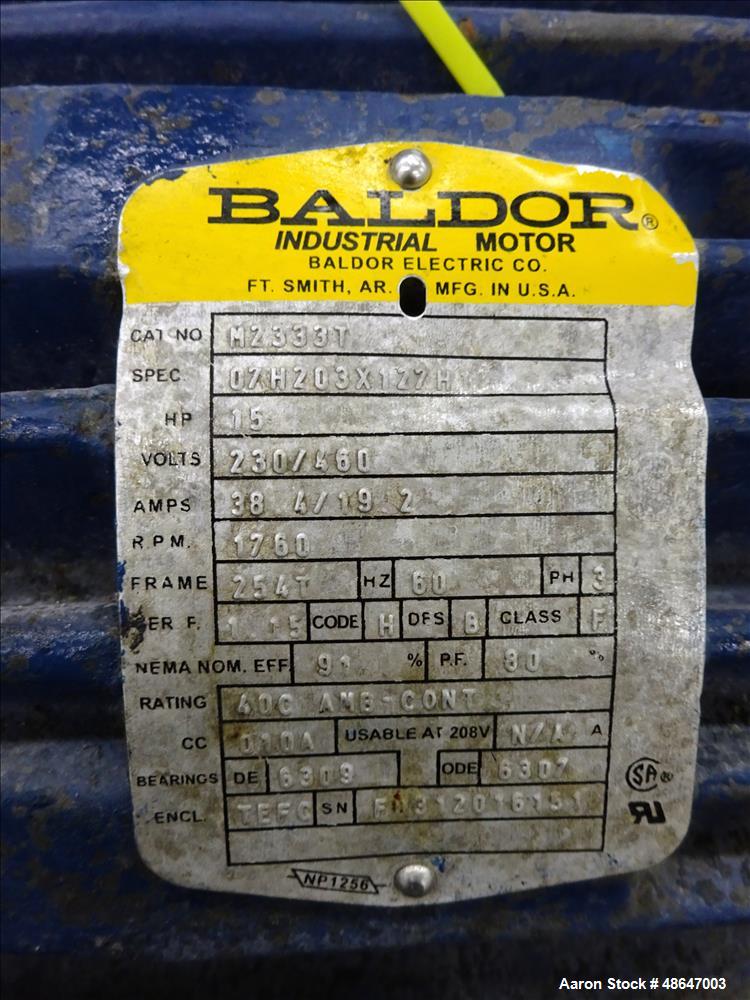 BALDOR®
INDUSTRIAL MOTOR
BALDOR ELECTRIC CO.
FT. SMITH, AR. MFG. IN U.S.A.
CAT NO M2333T
SPEC.
HP 15
VOLTS 230/460
AMPS 38.4/19.2
R.P.M. 1760
FRAME 254T HZ 60 PH 3
SER F. 1.15 CODE H DES B CLASS F
NEMA NOM. EFF. 91. % P.F. 80 %
RATING 40C AMB-CONT
CC 010A USABLE AT 208V N/A A
BEARINGS DE 6309 ODE 6307
ENCL. TEFC SN
NP1256
Aaron Stock # 48647003